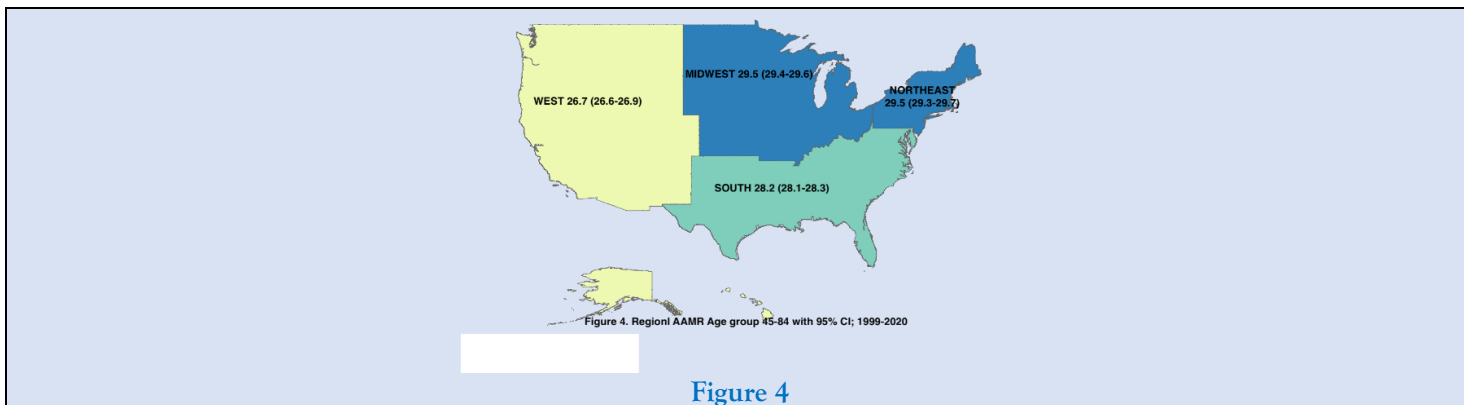 MIDWEST 29.5 (29.4-29.6)
NORTHEAST
29.5 (29.3-29.7)
WEST 26.7 (26.6-26.9)
SOUTH 28.2 (28.1-28.3)
Figure 4. Regionl AAMR Age group 45-84 with 95% CI; 1999-2020
Figure 4